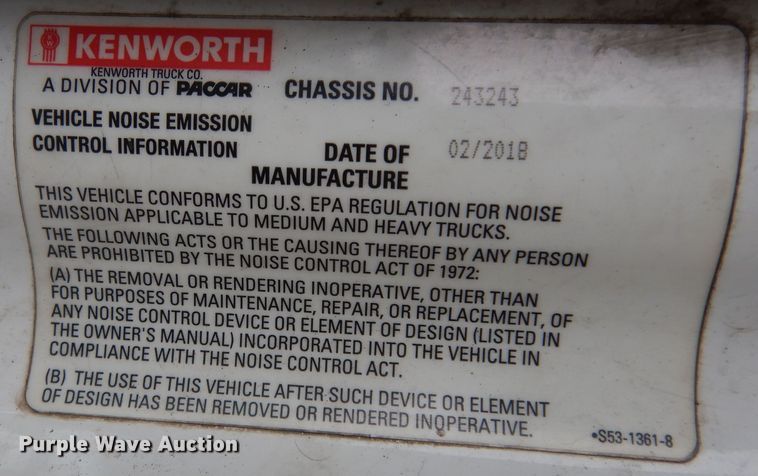 KW KENWORTH
KENWORTH TRUCK CO.
A DIVISION OF PACCAR
CHASSIS NO. 243243
VEHICLE NOISE EMISSION
CONTROL INFORMATION
DATE OF 02/2018
MANUFACTURE
THIS VEHICLE CONFORMS TO U.S. EPA REGULATION FOR NOISE
EMISSION APPLICABLE TO MEDIUM AND HEAVY TRUCKS.
THE FOLLOWING ACTS OR THE CAUSING THEREOF BY ANY PERSON
ARE PROHIBITED BY THE NOISE CONTROL ACT OF 1972:
(A) THE REMOVAL OR RENDERING INOPERATIVE, OTHER THAN
FOR PURPOSES OF MAINTENANCE, REPAIR, OR REPLACEMENT, OF
ANY NOISE CONTROL DEVICE OR ELEMENT OF DESIGN (LISTED IN
THE OWNER'S MANUAL) INCORPORATED INTO THE VEHICLE IN
COMPLIANCE WITH THE NOISE CONTROL ACT.
(B) THE USE OF THIS VEHICLE AFTER SUCH DEVICE OR ELEMENT
OF DESIGN HAS BEEN REMOVED OR RENDERED INOPERATIVE.
•S53-1361-8
Purple Wave Auction